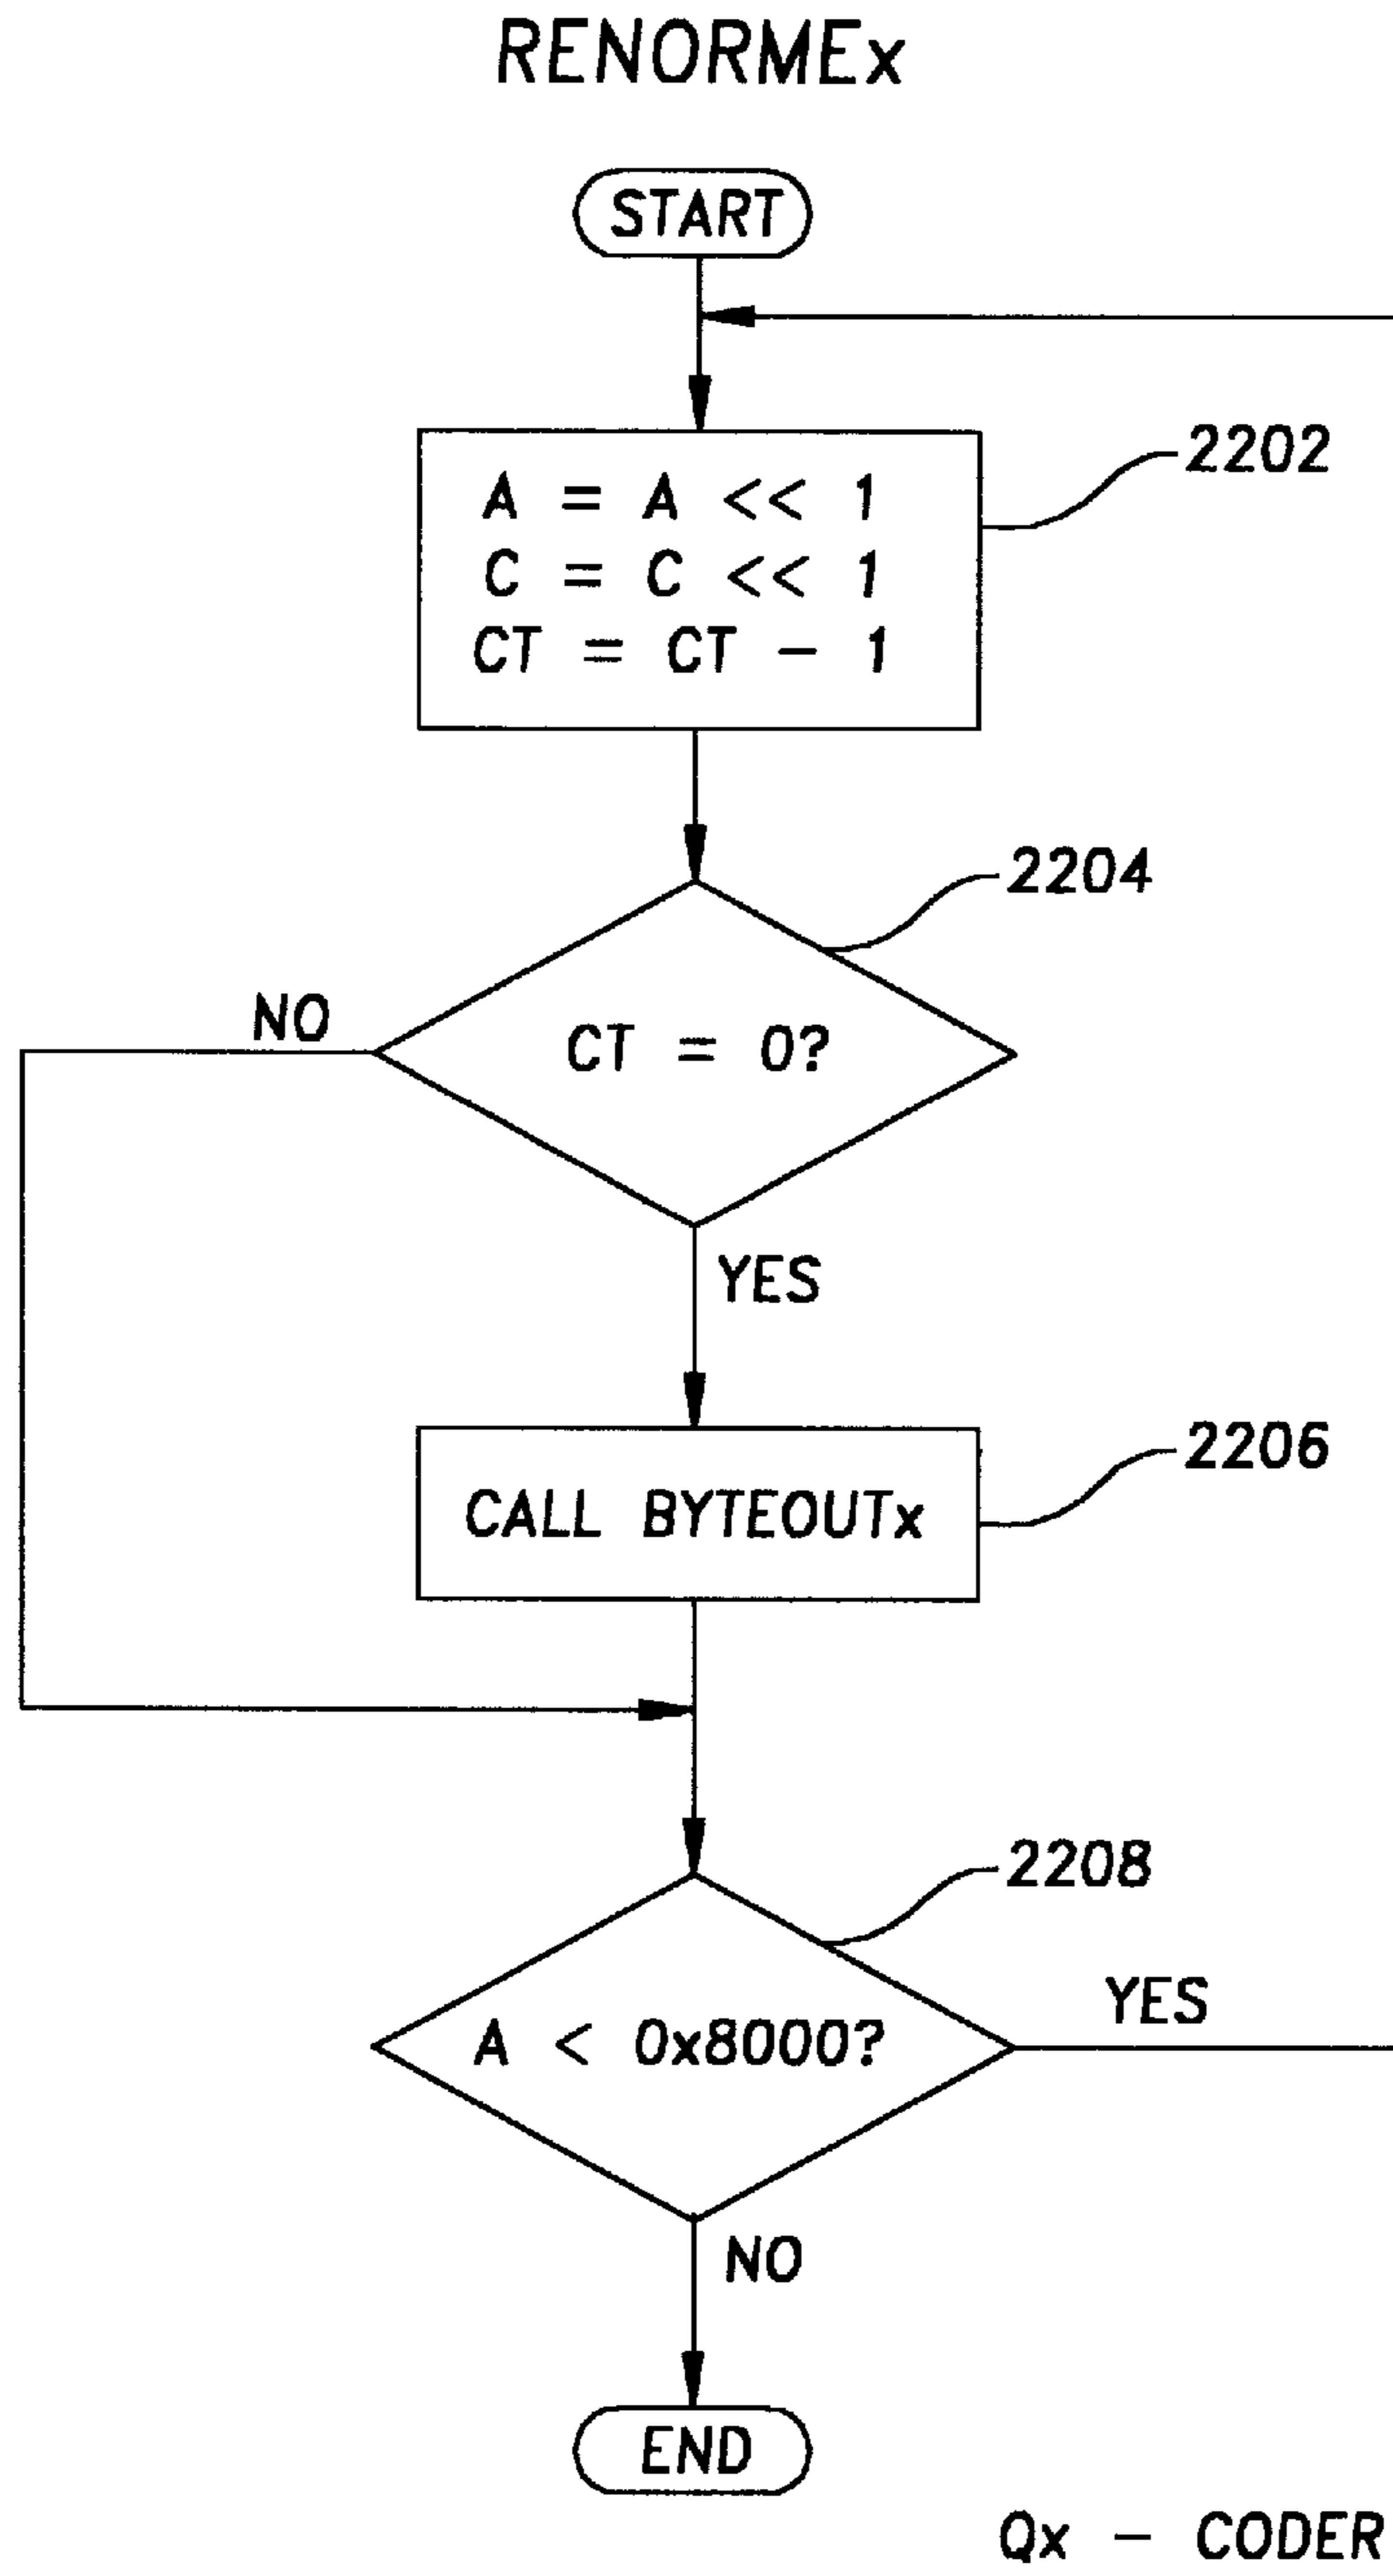 RENORMEx
START
A = A << 1
C = C << 1
CT = CT - 1
2202
2204
CT = 0?
NO
YES
CALL BYTEOUTx
2206
2208
A < 0x8000?
YES
NO
END
Qx - CODER